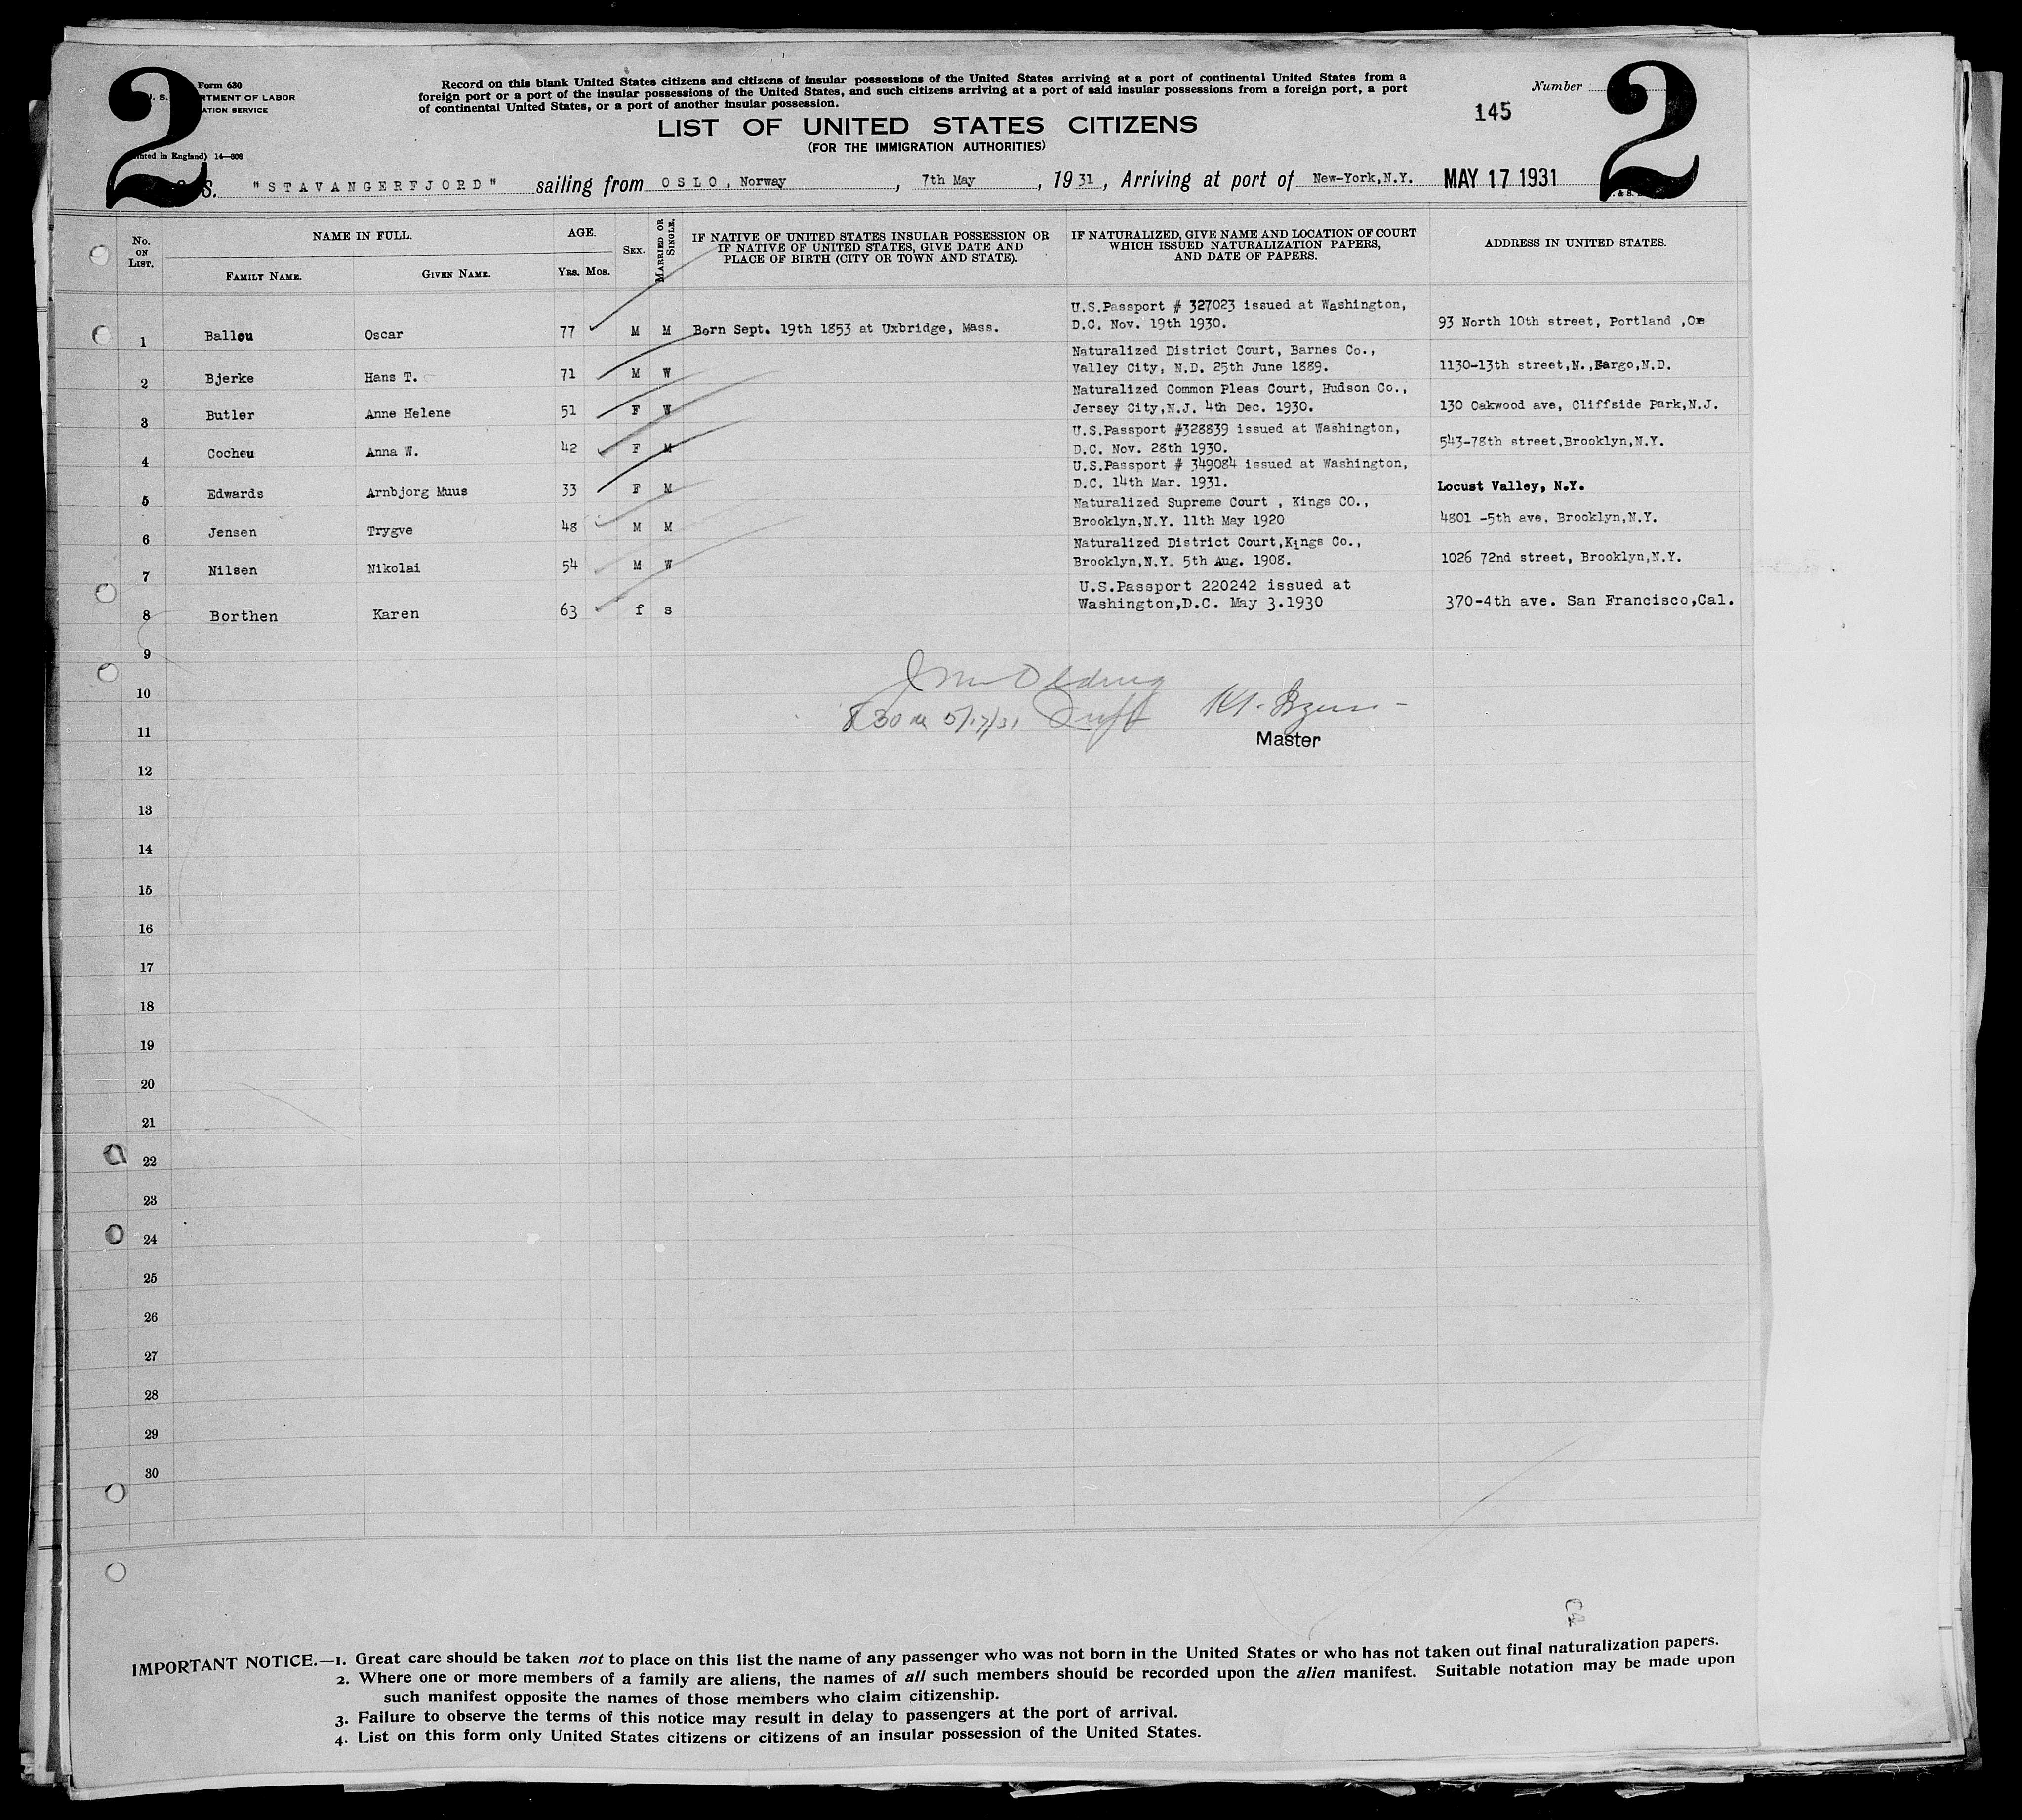 2 2
Form 630
U. S. RTMENT OF LABOR
ATION SERVICE
nted in England) 14—608
Record on this blank United States citizens and citizens of insular possessions of the United States arriving at a port of continental United States from a
foreign port or a port of the insular possessions of the United States, and such citizens arriving at a port of said insular possessions from a foreign port, a port
of continental United States, or a port of another insular possession.
Number
145
LIST OF UNITED STATES CITIZENS
(FOR THE IMMIGRATION AUTHORITIES)
S. "STAVANGERFJORD" sailing from OSLO, Norway, 7th May, 1931, Arriving at port of New-York,N.Y. MAY 17 1931
No. ON LIST. NAME IN FULL. FAMILY NAME. GIVEN NAME. AGE. YRS. MOS. SEX. MARRIED OR SINGLE. IF NATIVE OF UNITED STATES INSULAR POSSESSION OR IF NATIVE OF UNITED STATES, GIVE DATE AND PLACE OF BIRTH (CITY OR TOWN AND STATE). IF NATURALIZED, GIVE NAME AND LOCATION OF COURT WHICH ISSUED NATURALIZATION PAPERS, AND DATE OF PAPERS. ADDRESS IN UNITED STATES.
1 Ballou Oscar 77 M M Born Sept. 19th 1853 at Uxbridge, Mass. U.S.Passport # 327023 issued at Washington, D.C. Nov. 19th 1930. 93 North 10th street, Portland ,Or
2 Bjerke Hans T. 71 M W Naturalized District Court, Barnes Co., Valley City, N.D. 25th June 1889. 1130-13th street,N.,Fargo,N.D.
3 Butler Anne Helene 51 F W Naturalized Common Pleas Court, Hudson Co., Jersey City,N.J. 4th Dec. 1930. 130 Oakwood ave, Cliffside Park,N.J.
4 Cocheu Anna W. 42 F M U.S.Passport #328839 issued at Washington, D.C. Nov. 28th 1930. 543-78th street,Brooklyn,N.Y.
5 Edwards Arnbjorg Muus 33 F M U.S.Passport # 349084 issued at Washington, D.C. 14th Mar. 1931. Locust Valley, N.Y.
6 Jensen Trygve 48 M M Naturalized Supreme Court , Kings CO., Brooklyn,N.Y. 11th May 1920 4801 -5th ave, Brooklyn,N.Y.
7 Nilsen Nikolai 54 M W Naturalized District Court,Kings Co., Brooklyn,N.Y. 5th Aug. 1908. 1026 72nd street, Brooklyn,N.Y.
8 Borthen Karen 63 f s U.S.Passport 220242 issued at Washington,D.C. May 3.1930 370-4th ave. San Francisco,Cal.
9
10
8 30 5/17/31
11
Master
12
13
14
15
16
17
18
19
20
21
22
23
24
25
26
27
28
29
30
IMPORTANT NOTICE.—1. Great care should be taken not to place on this list the name of any passenger who was not born in the United States or who has not taken out final naturalization papers.
2. Where one or more members of a family are aliens, the names of all such members should be recorded upon the alien manifest. Suitable notation may be made upon
such manifest opposite the names of those members who claim citizenship.
3. Failure to observe the terms of this notice may result in delay to passengers at the port of arrival.
4. List on this form only United States citizens or citizens of an insular possession of the United States.